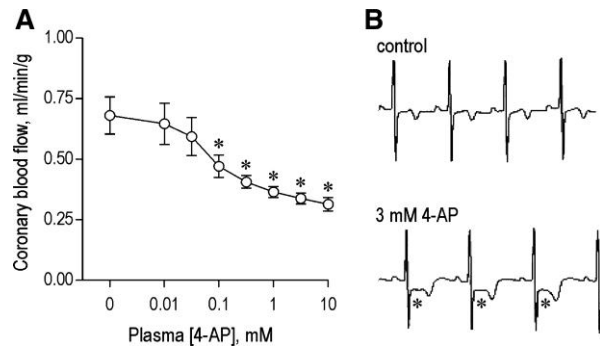 A
Coronary blood flow, ml/min/g
1.00
0.75
0.50
0.25
0.00
* * * * *
0 0.01 0.1 1 10
Plasma [4-AP], mM
B
control
3 mM 4-AP
* * *